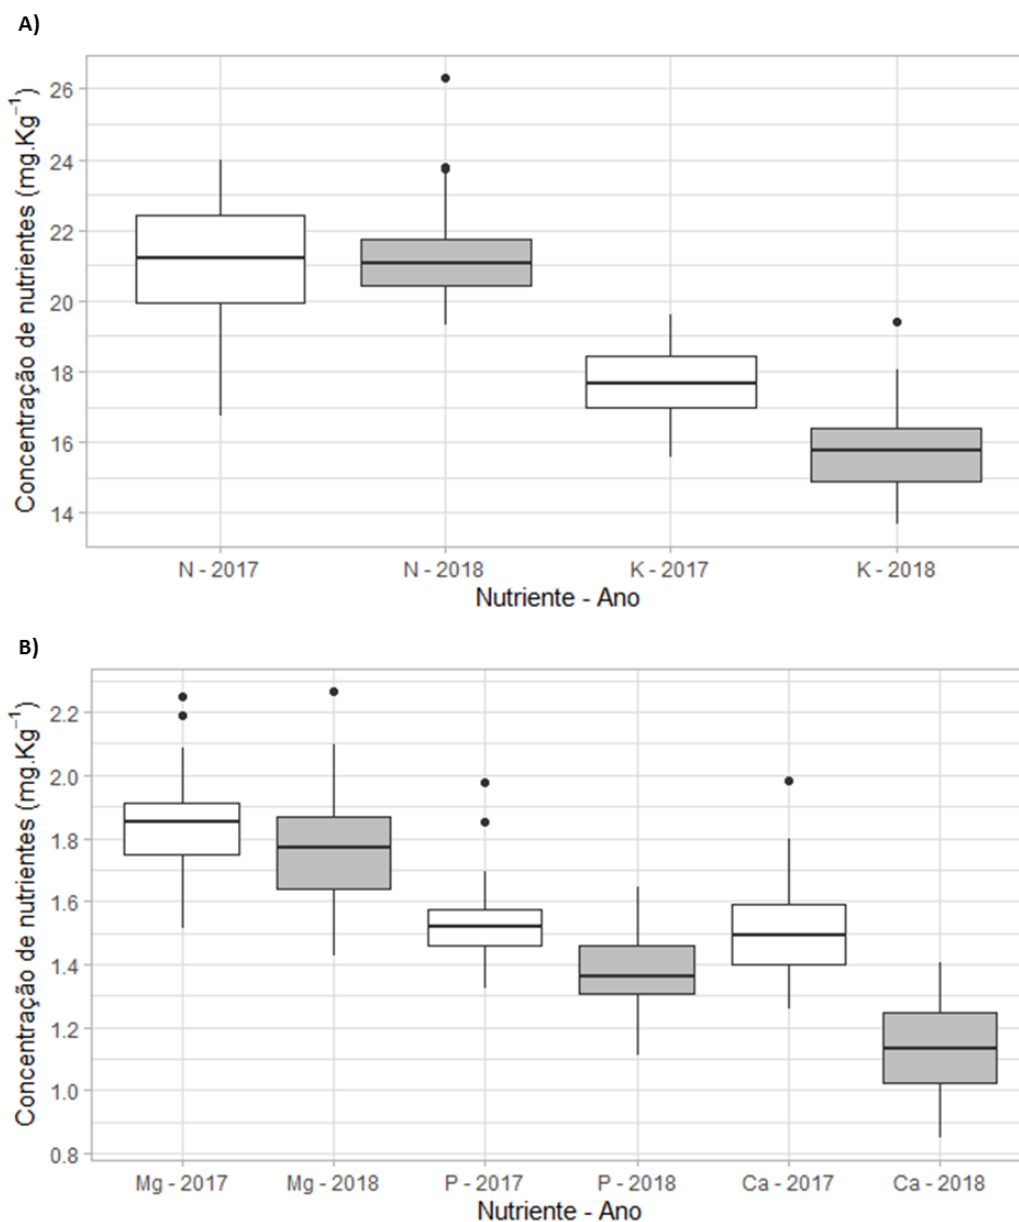 A)
Concentração de nutrientes (mg.Kg⁻¹)
26
24
22
20
18
16
14
N - 2017 N - 2018 K - 2017 K - 2018
Nutriente - Ano
B)
Concentração de nutrientes (mg.Kg⁻¹)
2.2
2.0
1.8
1.6
1.4
1.2
1.0
0.8
Mg - 2017 Mg - 2018 P - 2017 P - 2018 Ca - 2017 Ca - 2018
Nutriente - Ano